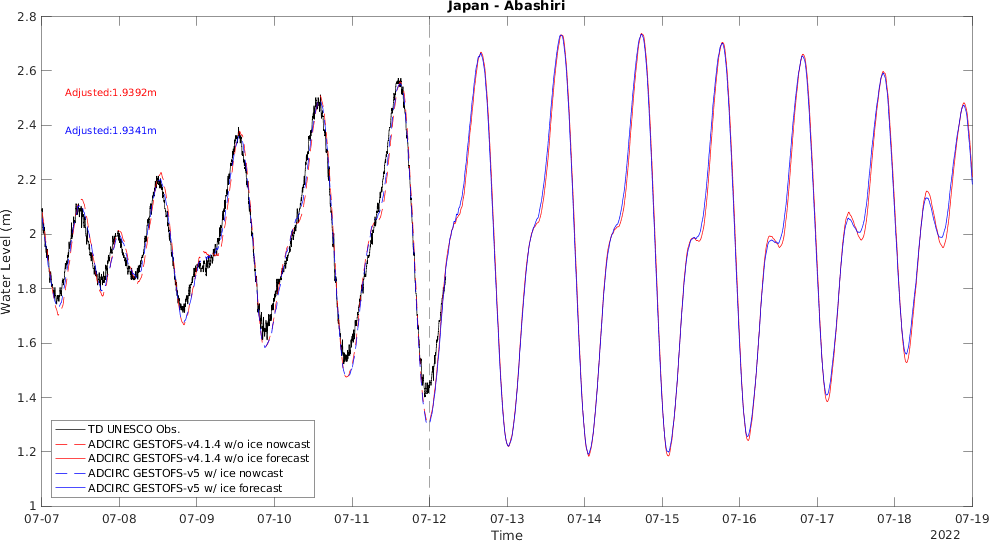 Japan - Abashiri
2.8
2.6
2.4
2.2
2
1.8
1.6
1.4
1.2
1
Water Level (m)
Adjusted:1.9392m
Adjusted:1.9341m
TD UNESCO Obs.
ADCIRC GESTOFS-v4.1.4 w/o ice nowcast
ADCIRC GESTOFS-v4.1.4 w/o ice forecast
ADCIRC GESTOFS-v5 w/ ice nowcast
ADCIRC GESTOFS-v5 w/ ice forecast
07-07 07-08 07-09 07-10 07-11 07-12 07-13 07-14 07-15 07-16 07-17 07-18 07-19
Time
2022